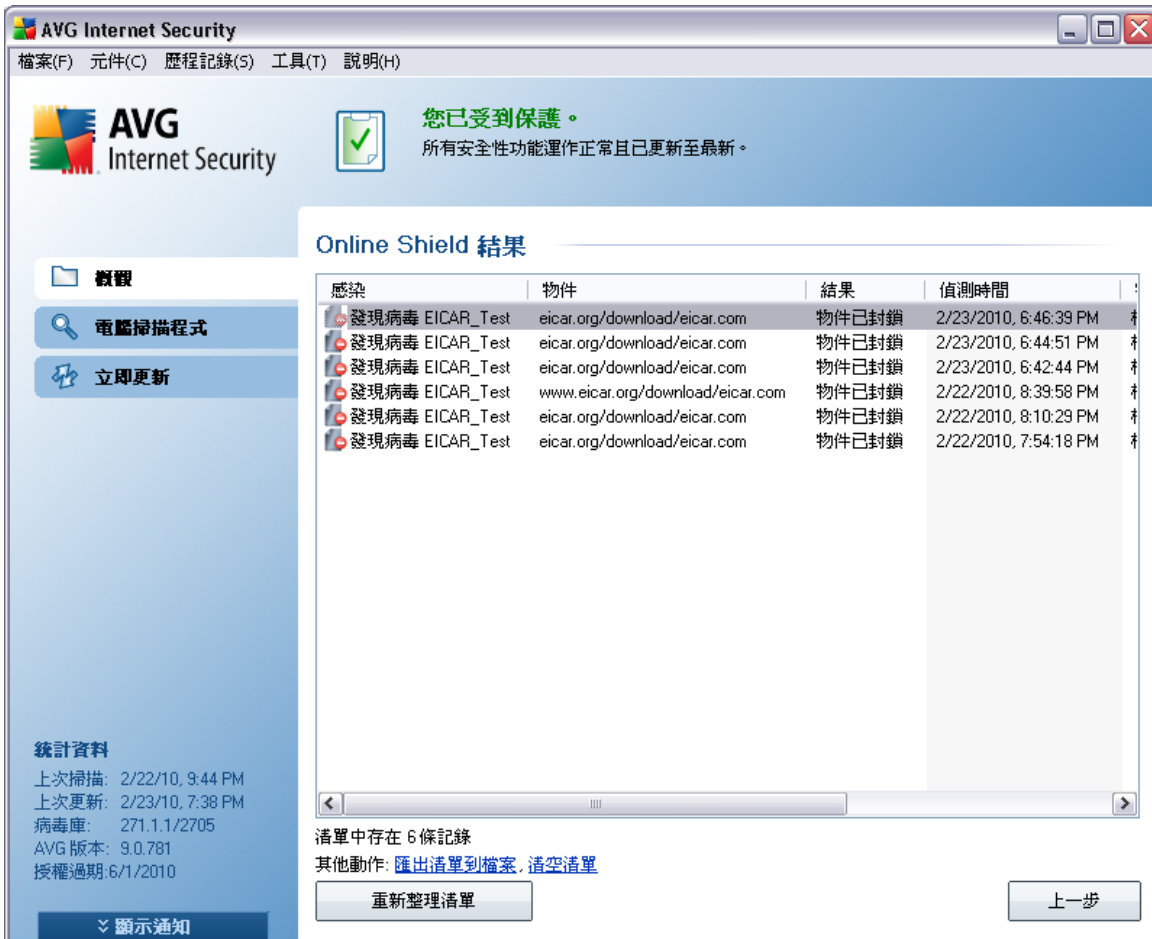 AVG Internet Security
檔案(F) 元件(C) 歷程記錄(S) 工具(T) 說明(H)
AVG
Internet Security
您已受到保護。
所有安全性功能運作正常且已更新至最新。
概觀
電腦掃描程式
立即更新
Online Shield 結果
感染 物件 結果 偵測時間
發現病毒 EICAR_Test eicar.org/download/eicar.com 物件已封鎖 2/23/2010, 6:46:39 PM
發現病毒 EICAR_Test eicar.org/download/eicar.com 物件已封鎖 2/23/2010, 6:44:51 PM
發現病毒 EICAR_Test eicar.org/download/eicar.com 物件已封鎖 2/23/2010, 6:42:44 PM
發現病毒 EICAR_Test www.eicar.org/download/eicar.com 物件已封鎖 2/22/2010, 8:39:58 PM
發現病毒 EICAR_Test eicar.org/download/eicar.com 物件已封鎖 2/22/2010, 8:10:29 PM
發現病毒 EICAR_Test eicar.org/download/eicar.com 物件已封鎖 2/22/2010, 7:54:18 PM
清單中存在 6 條記錄
其他動作: 匯出清單到檔案, 清空清單
重新整理清單 上一步
統計資料
上次掃描: 2/22/10, 9:44 PM
上次更新: 2/23/10, 7:38 PM
病毒庫: 271.1.1/2705
AVG 版本: 9.0.781
授權過期:6/1/2010
顯示通知